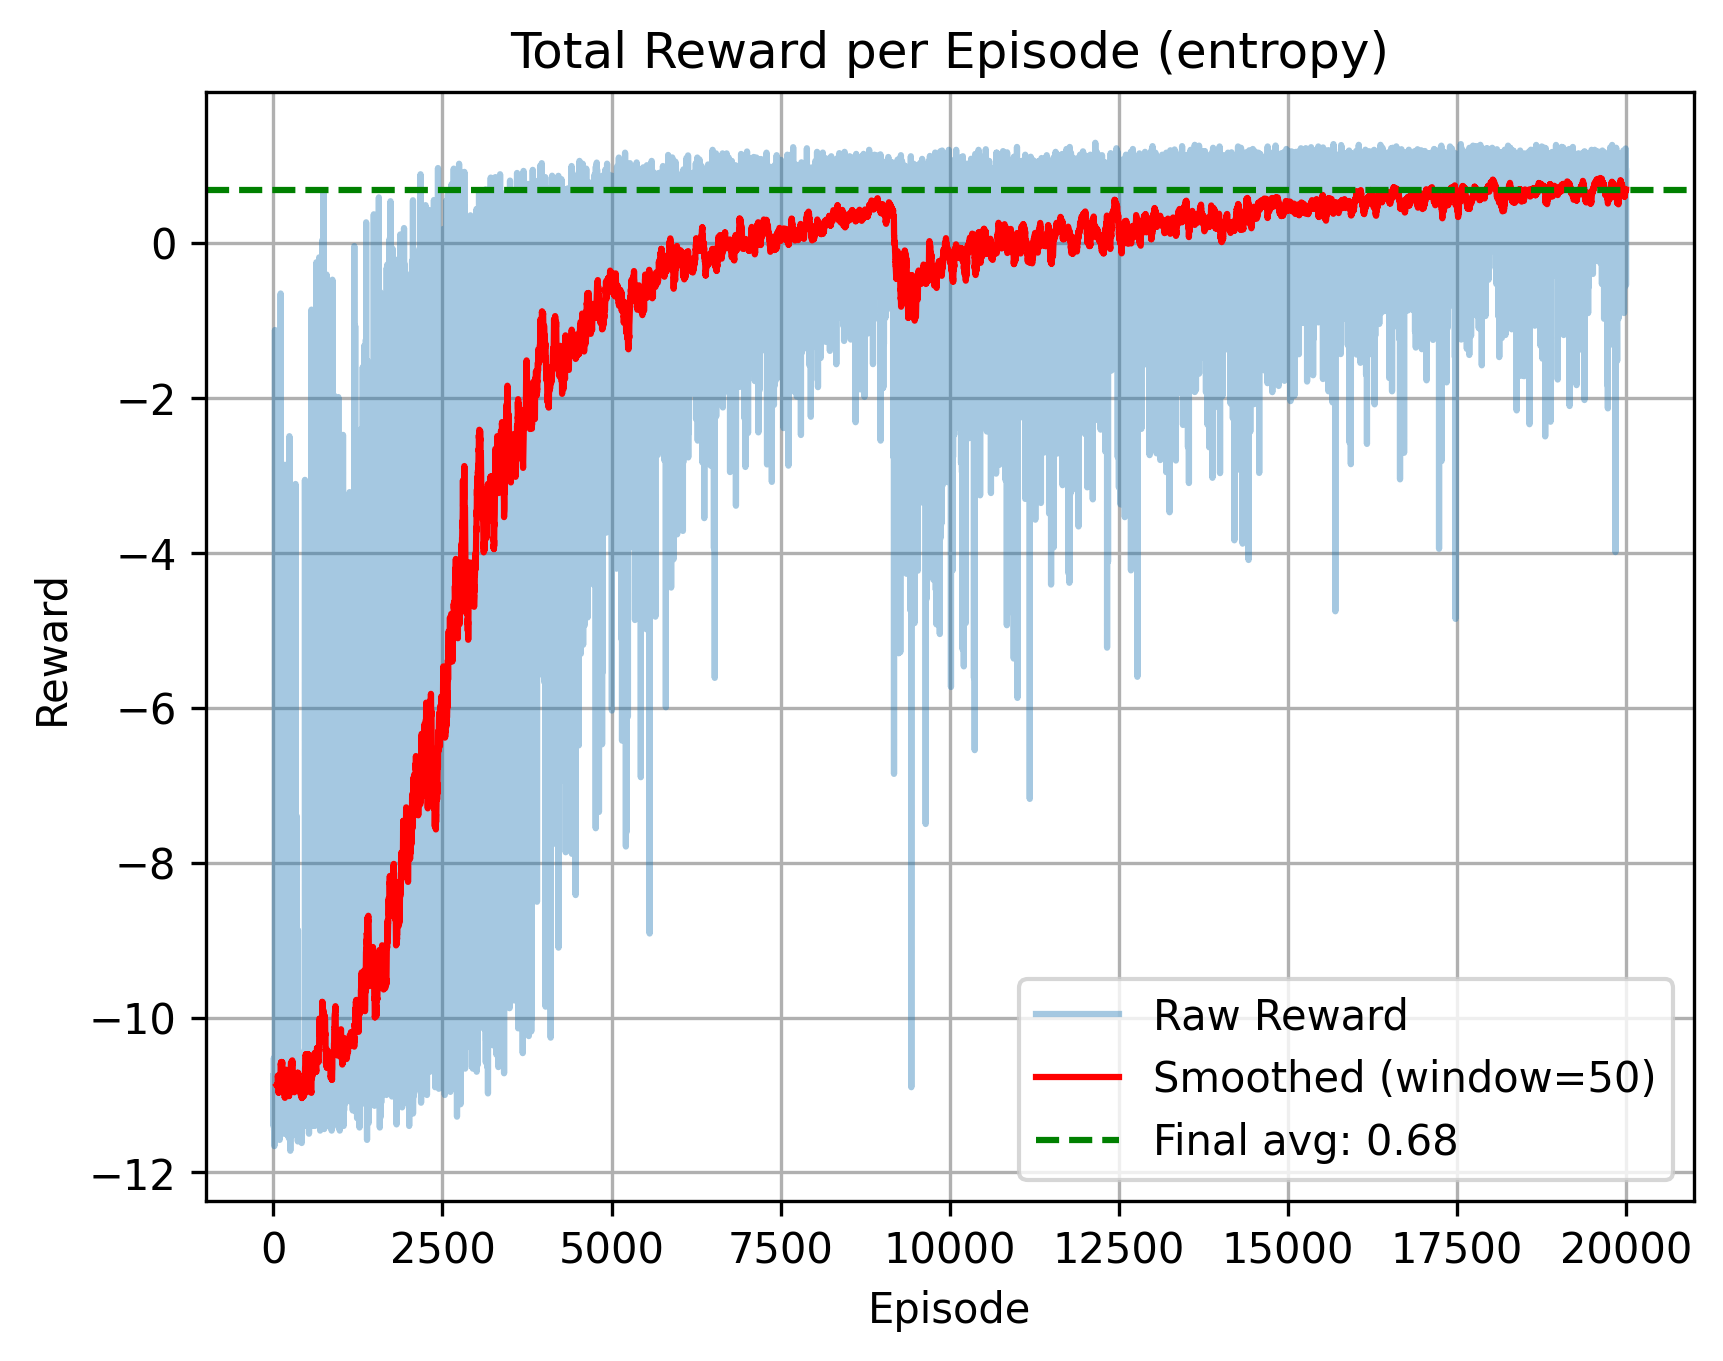 Total Reward per Episode (entropy)
Reward
0
−2
−4
−6
−8
−10
−12
Raw Reward
Smoothed (window=50)
Final avg: 0.68
0 2500 5000 7500 10000 12500 15000 17500 20000
Episode